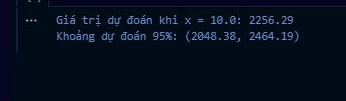 ... Giá trị dự đoán khi x = 10.0: 2256.29
Khoảng dự đoán 95%: (2048.38, 2464.19)